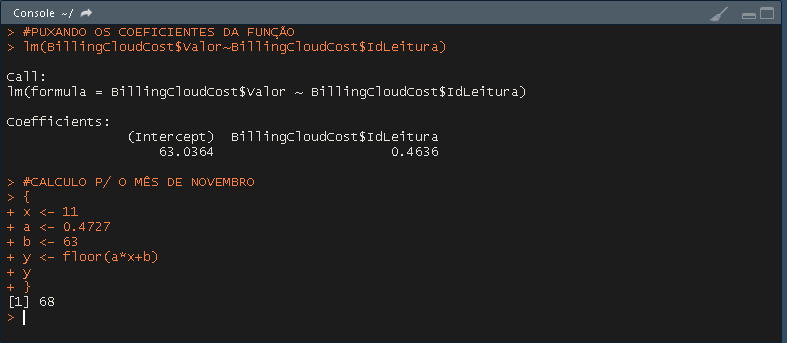 Console ~/
> #PUXANDO OS COEFICIENTES DA FUNÇÃO
> lm(BillingCloudCost$Valor~BillingCloudCost$IdLeitura)
Call:
lm(formula = BillingCloudCost$Valor ~ BillingCloudCost$IdLeitura)
Coefficients:
(Intercept) BillingCloudCost$IdLeitura
63.0364 0.4636
> #CALCULO P/ O MÊS DE NOVEMBRO
> {
+ x <- 11
+ a <- 0.4727
+ b <- 63
+ y <- floor(a*x+b)
+ y
+ }
[1] 68
>